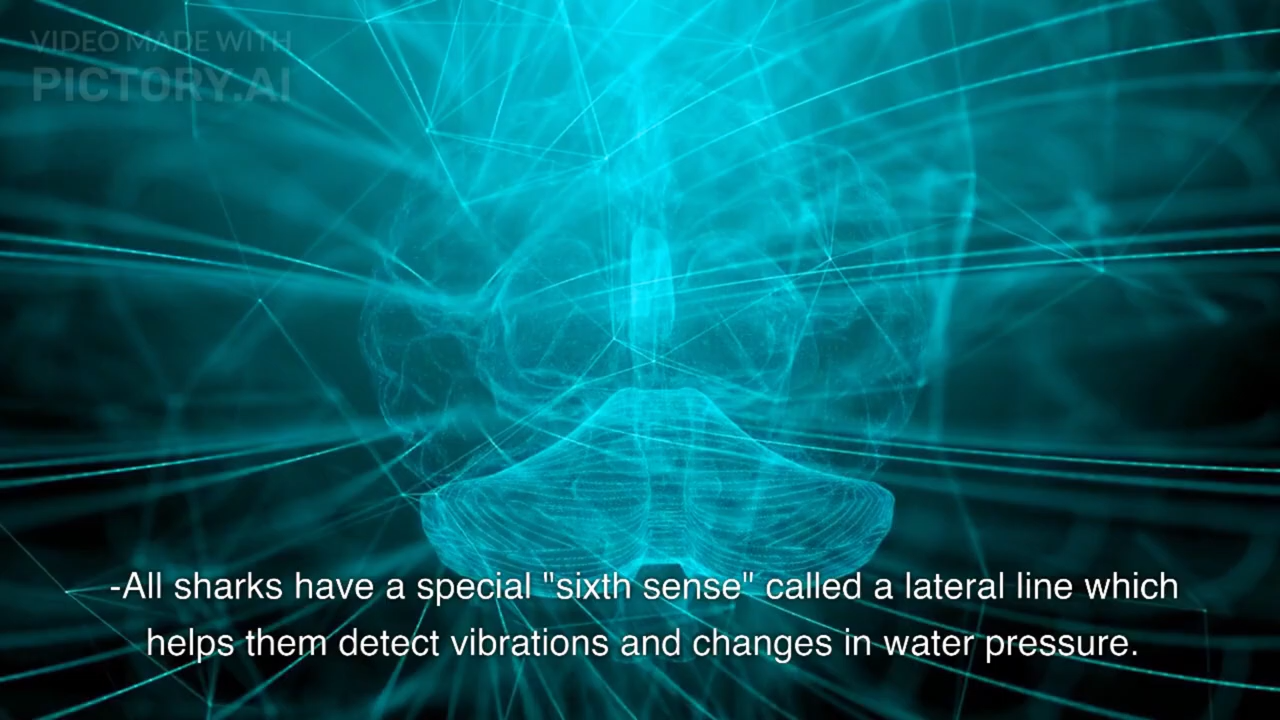 VIDEO MADE WITH
PICTORY.AI
-All sharks have a special "sixth sense" called a lateral line which
helps them detect vibrations and changes in water pressure.